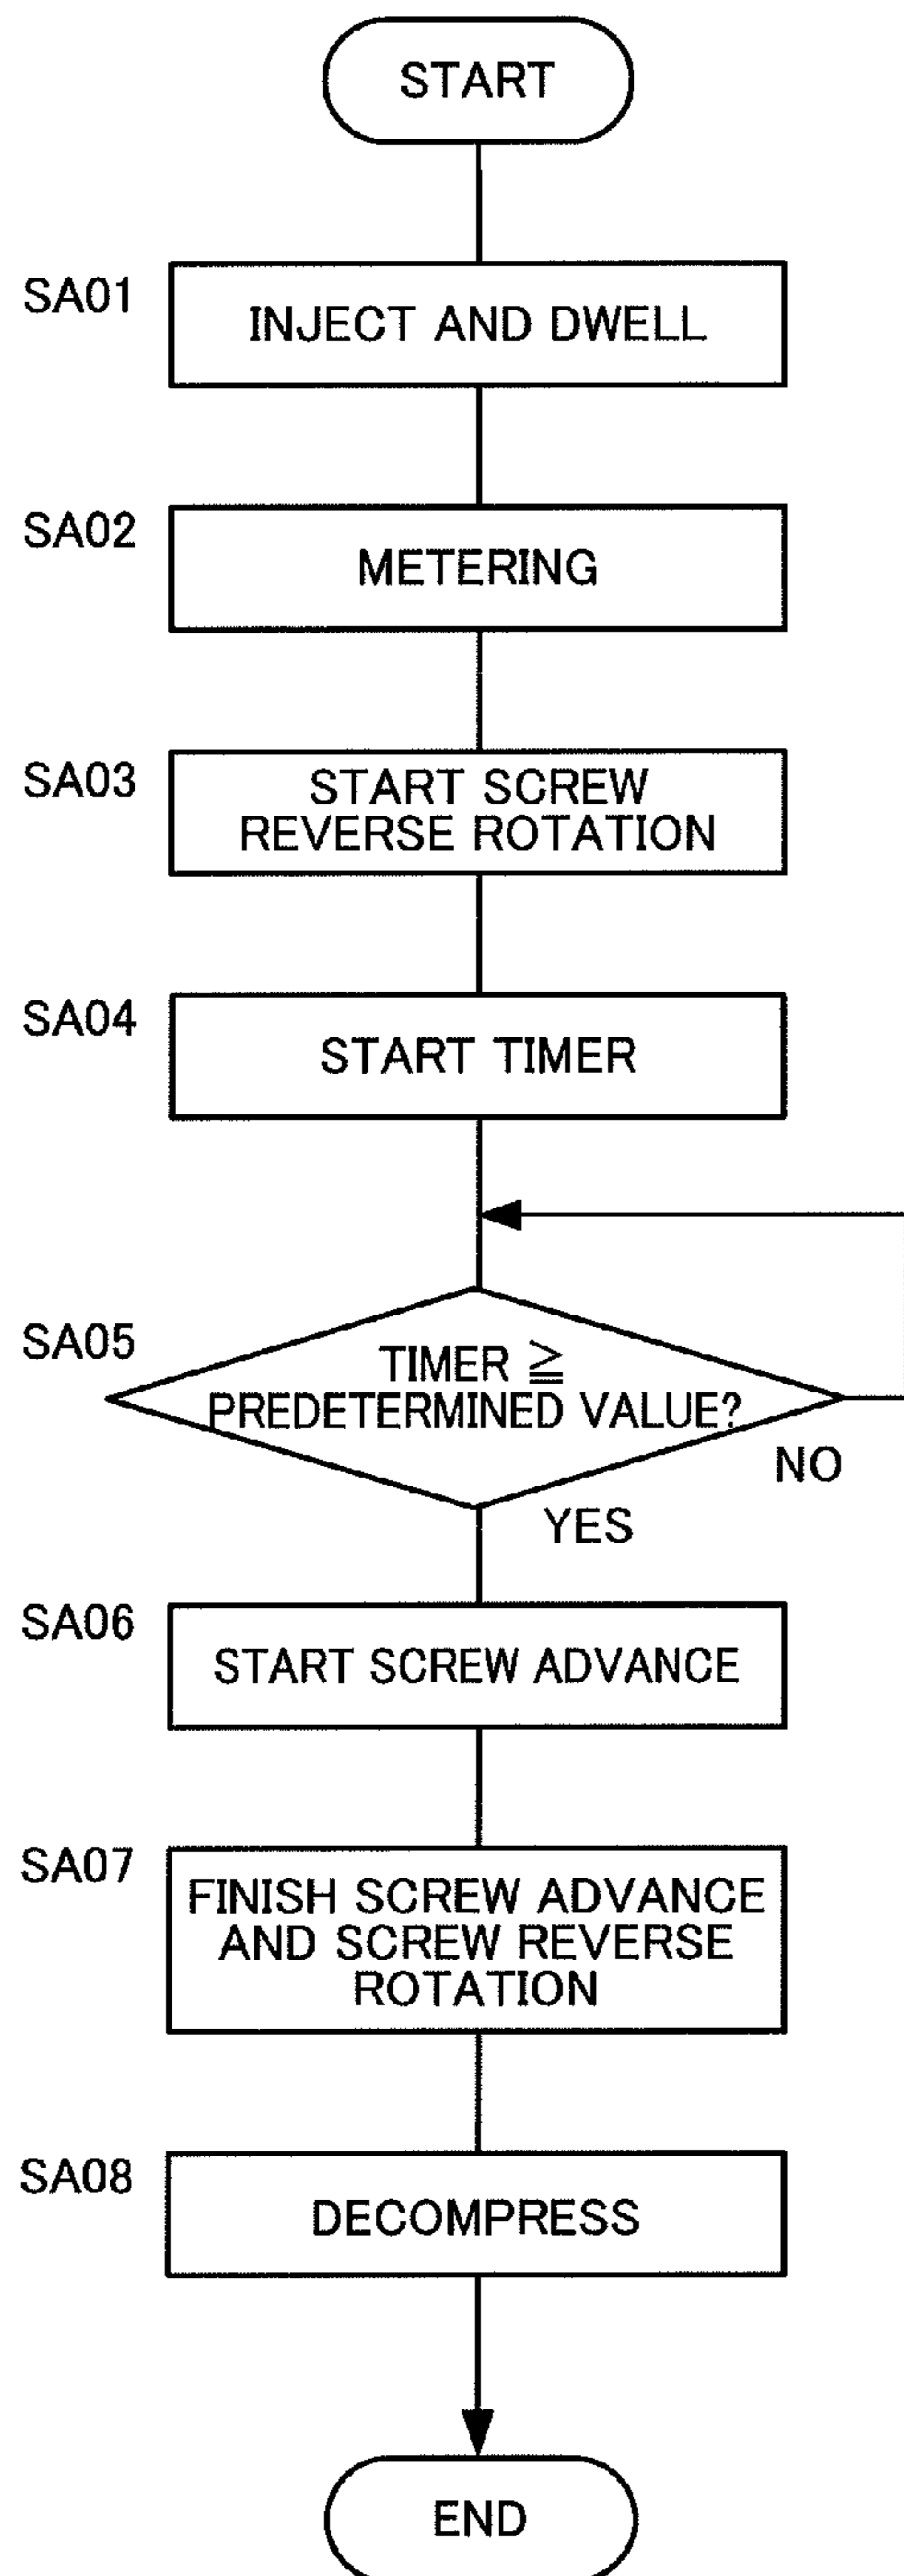 START
SA01
INJECT AND DWELL
SA02
METERING
SA03
START SCREW
REVERSE ROTATION
SA04
START TIMER
SA05
TIMER ≧
PREDETERMINED VALUE?
NO
YES
SA06
START SCREW ADVANCE
SA07
FINISH SCREW ADVANCE
AND SCREW REVERSE
ROTATION
SA08
DECOMPRESS
END